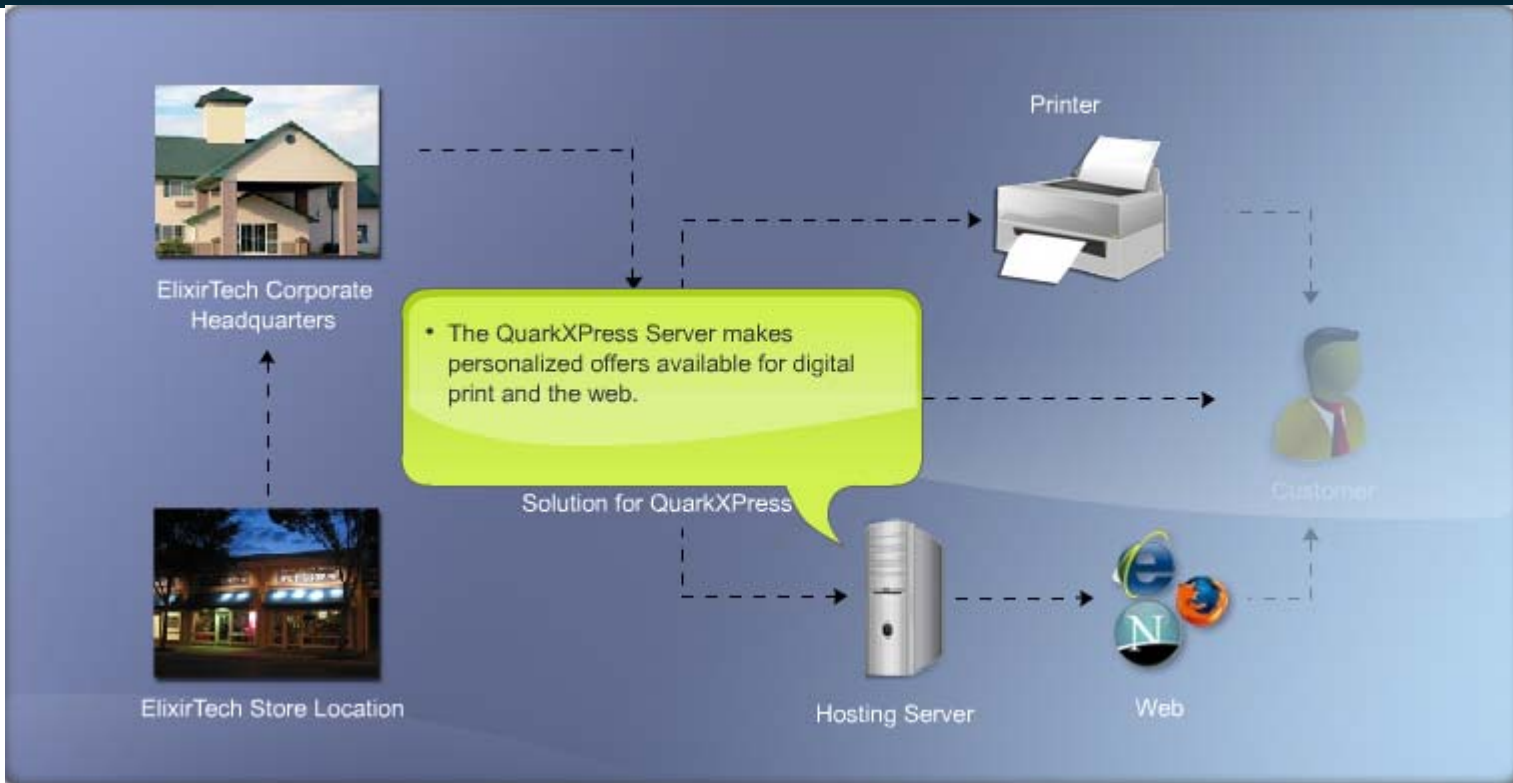 Printer
ElixirTech Corporate
Headquarters
• The QuarkXPress Server makes
personalized offers available for digital
print and the web.
Solution for QuarkXPress
Customer
ElixirTech Store Location
Hosting Server
Web
N